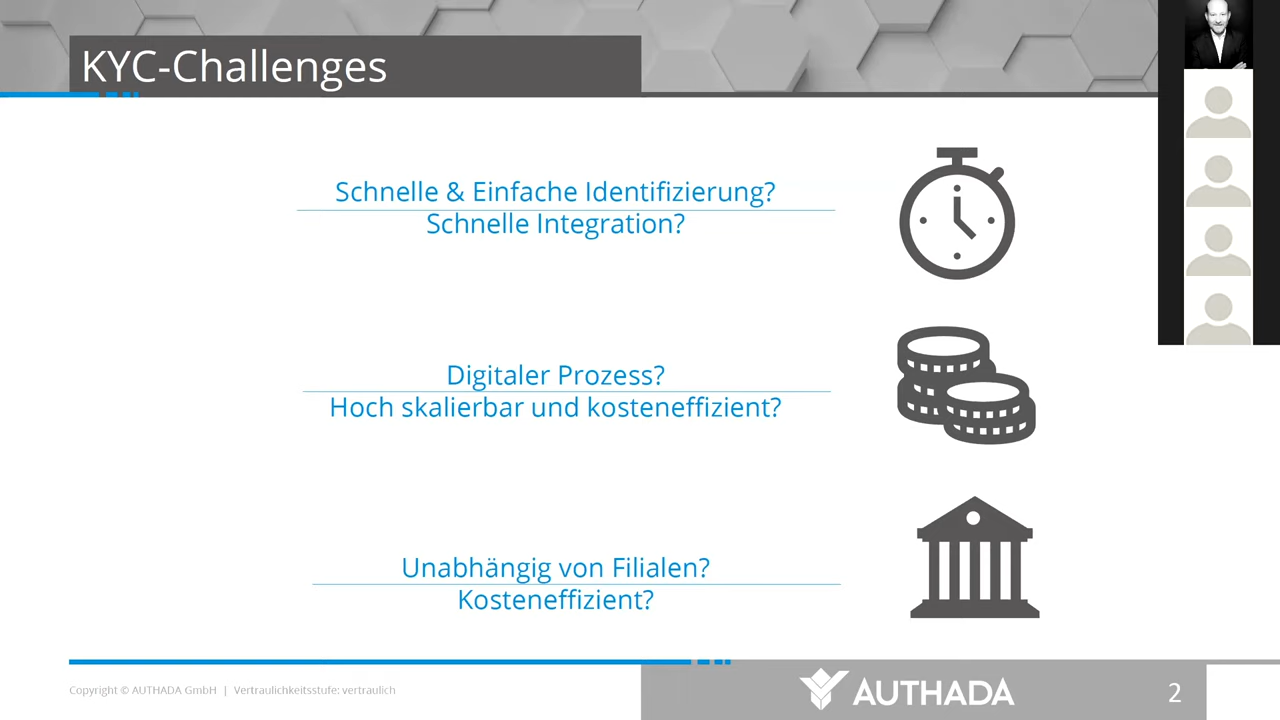 KYC-Challenges
Schnelle & Einfache Identifizierung?
Schnelle Integration?
Digitaler Prozess?
Hoch skalierbar und kosteneffizient?
Unabhängig von Filialen?
Kosteneffizient?
Copyright © AUTHADA GmbH | Vertraulichkeitsstufe: vertraulich
AUTHADA
2